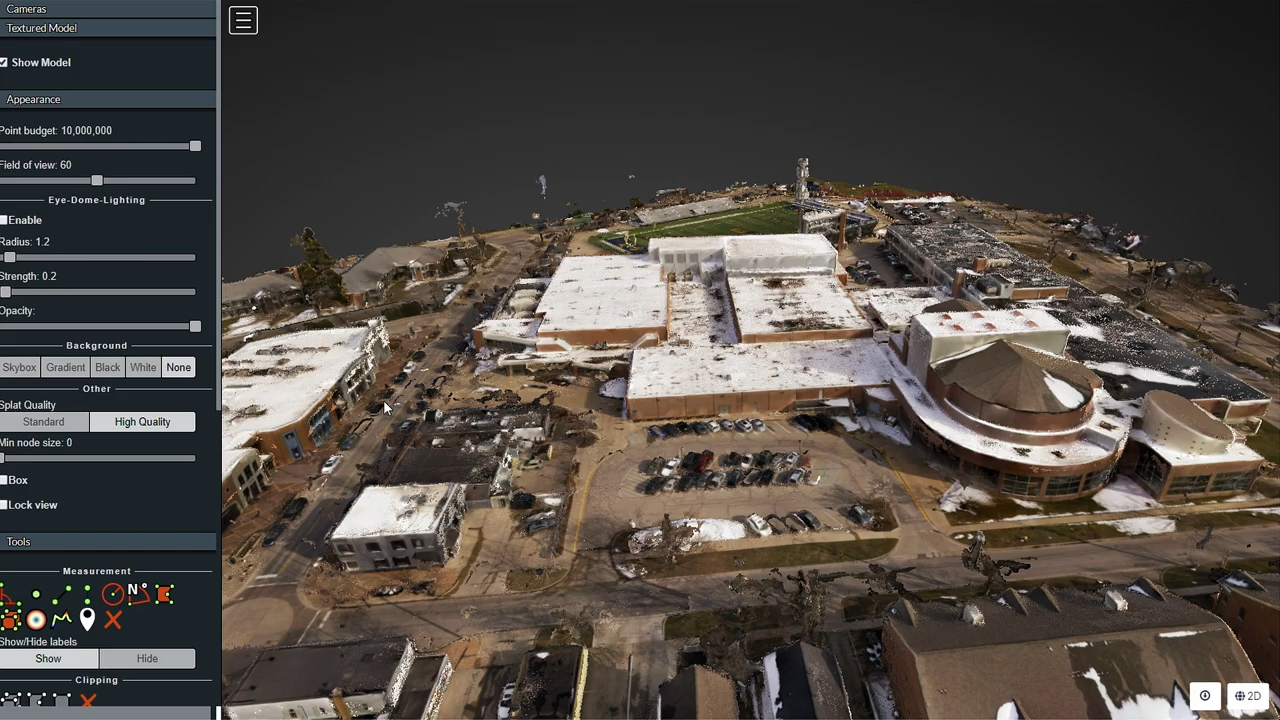 Cameras
Textured Model
Show Model
Appearance
Point budget: 10,000,000
Field of view: 60
Eye-Dome-Lighting
Enable
Radius: 1.2
Strength: 0.2
Opacity:
Background
Skybox Gradient Black White None
Other
Splat Quality
Standard High Quality
Min node size: 0
Box
Lock view
Tools
Measurement
N°
Show/Hide labels
Show Hide
Clipping
2D